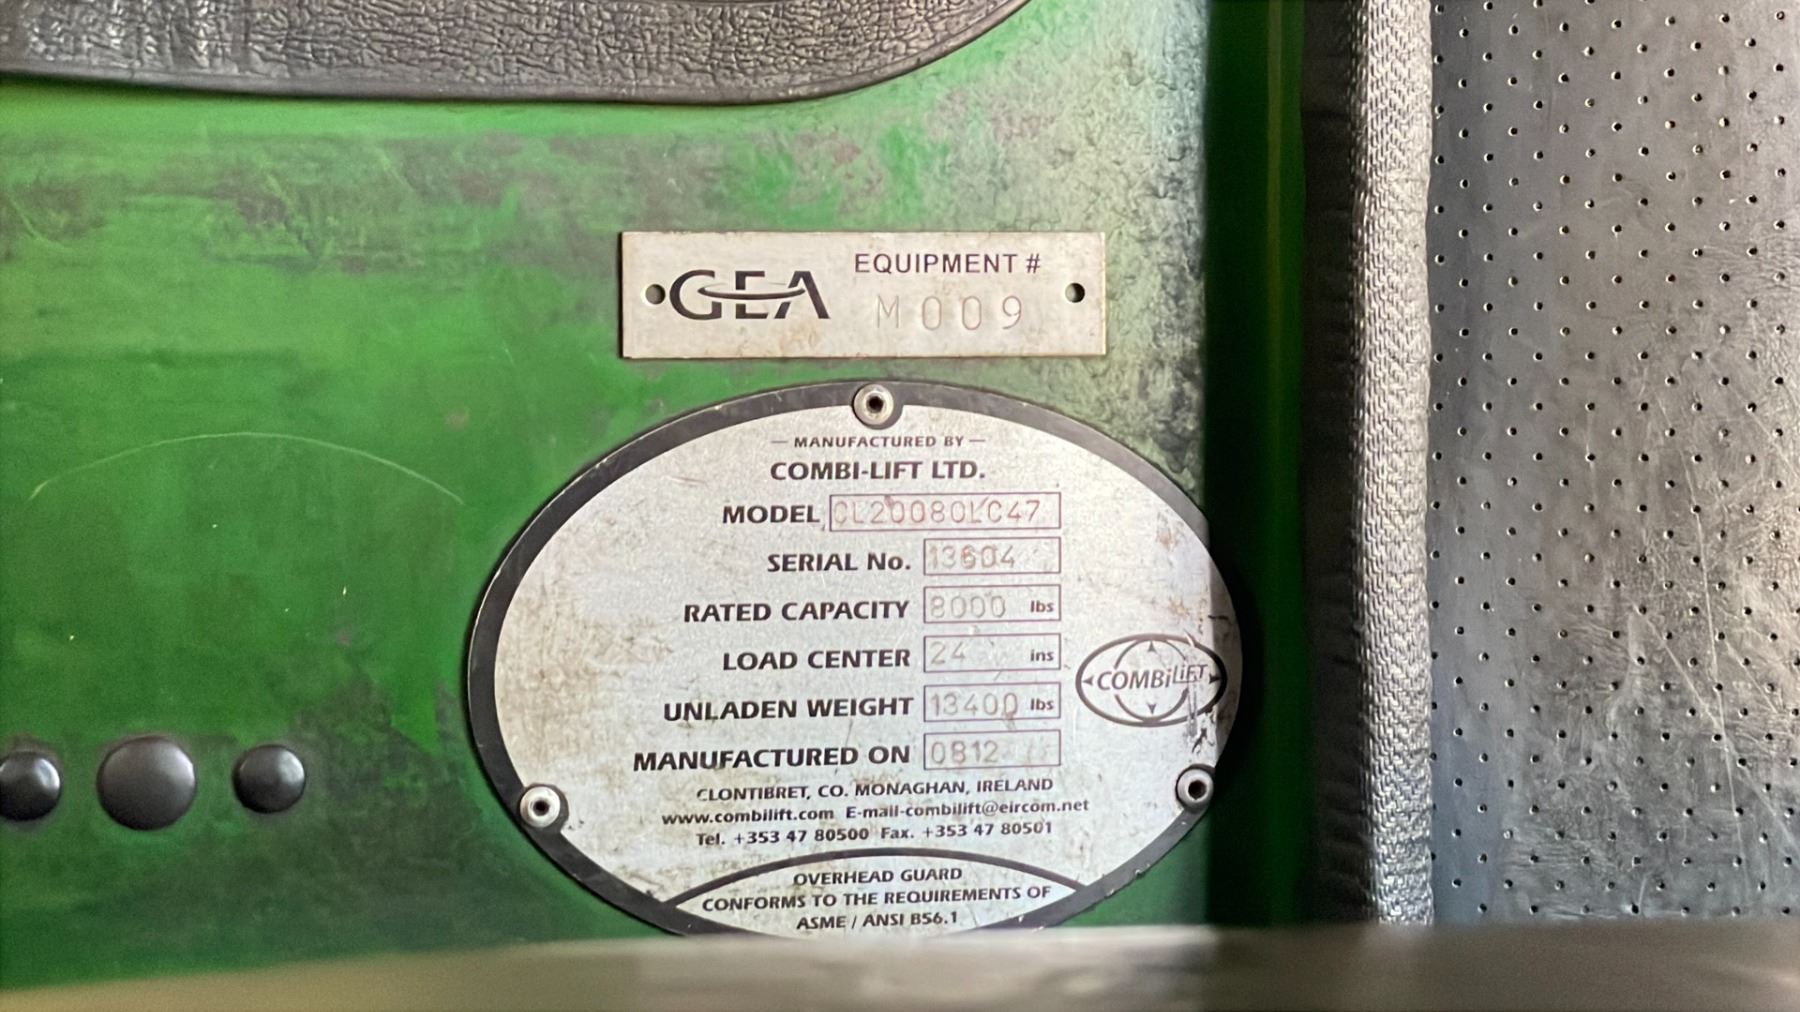 GEA EQUIPMENT #
M009
— MANUFACTURED BY —
COMBI-LIFT LTD.
MODEL CL20080LC47
SERIAL No. 13604
RATED CAPACITY 8000 lbs
LOAD CENTER 24 ins
UNLADEN WEIGHT 13400 lbs
MANUFACTURED ON 0812
COMBiLiFT
CLONTIBRET, CO. MONAGHAN, IRELAND
www.combilift.com E-mail-combilift@eircom.net
Tel. +353 47 80500 Fax. +353 47 80501
OVERHEAD GUARD
CONFORMS TO THE REQUIREMENTS OF
ASME / ANSI B56.1